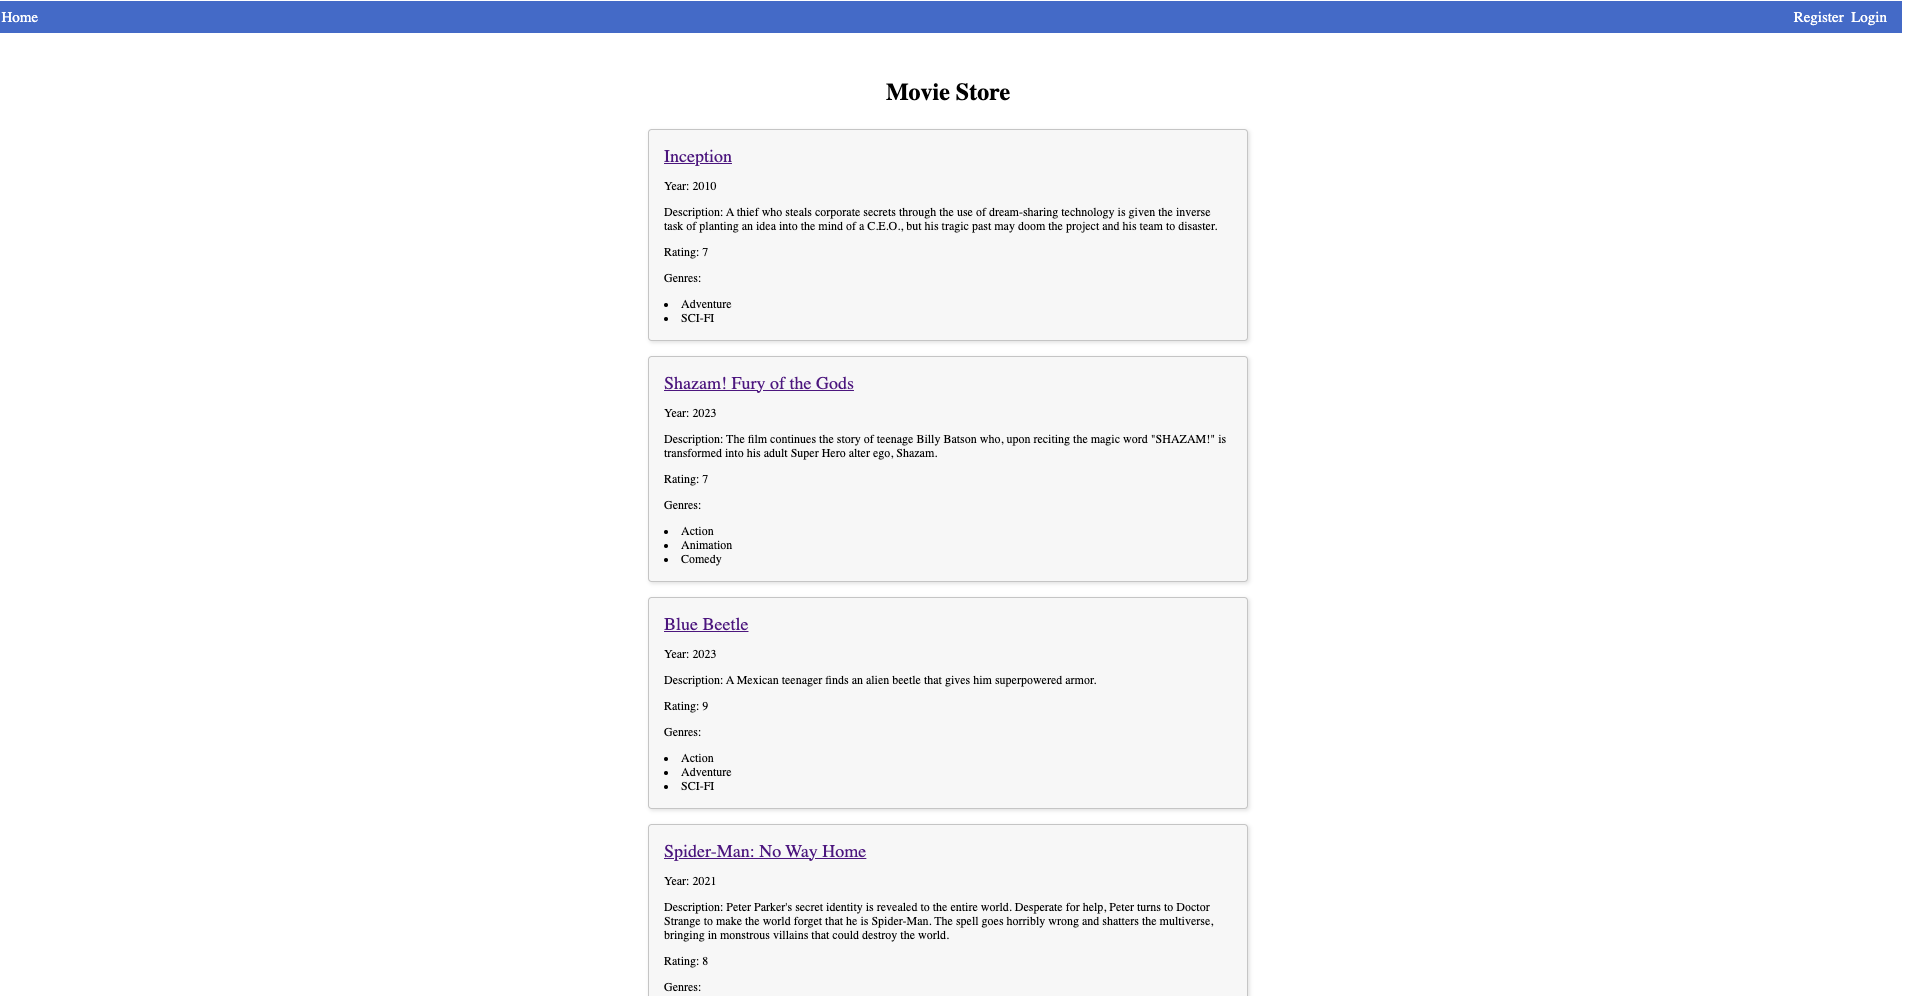 Home Register Login
Movie Store
Inception
Year: 2010
Description: A thief who steals corporate secrets through the use of dream-sharing technology is given the inverse
task of planting an idea into the mind of a C.E.O., but his tragic past may doom the project and his team to disaster.
Rating: 7
Genres:
• Adventure
• SCI-FI
Shazam! Fury of the Gods
Year: 2023
Description: The film continues the story of teenage Billy Batson who, upon reciting the magic word "SHAZAM!" is
transformed into his adult Super Hero alter ego, Shazam.
Rating: 7
Genres:
• Action
• Animation
• Comedy
Blue Beetle
Year: 2023
Description: A Mexican teenager finds an alien beetle that gives him superpowered armor.
Rating: 9
Genres:
• Action
• Adventure
• SCI-FI
Spider-Man: No Way Home
Year: 2021
Description: Peter Parker's secret identity is revealed to the entire world. Desperate for help, Peter turns to Doctor
Strange to make the world forget that he is Spider-Man. The spell goes horribly wrong and shatters the multiverse,
bringing in monstrous villains that could destroy the world.
Rating: 8
Genres: